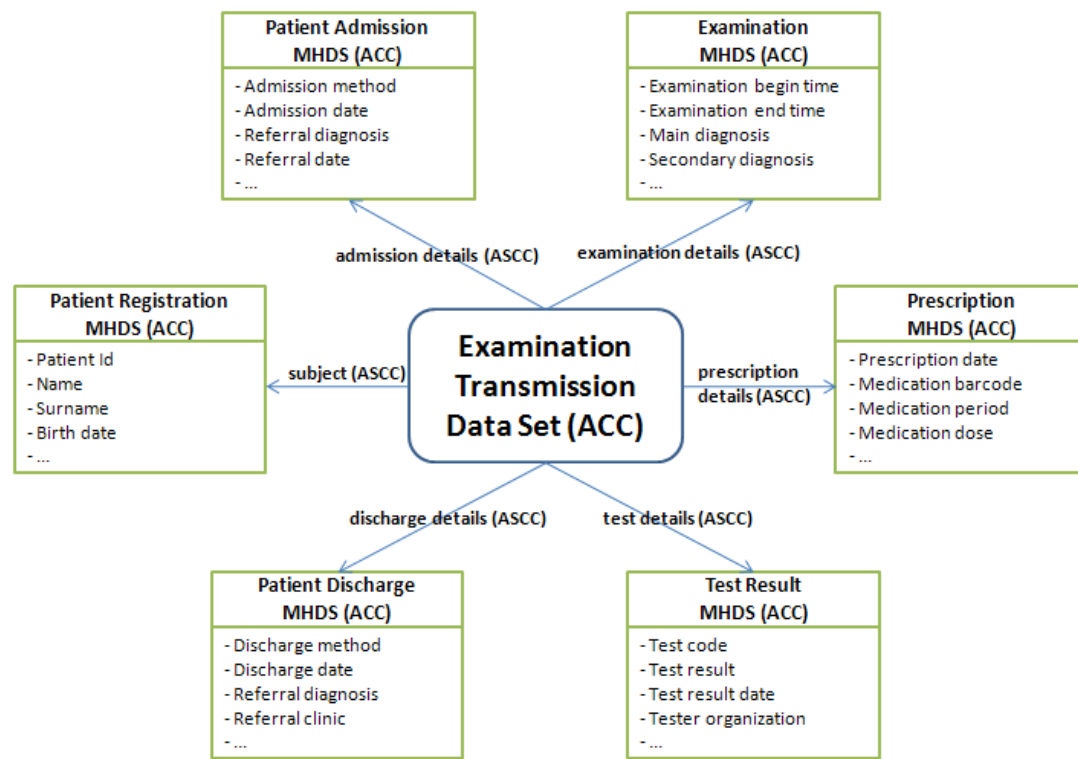 Patient Admission
MHDS (ACC)
- Admission method
- Admission date
- Referral diagnosis
- Referral date
- ...
Examination
MHDS (ACC)
- Examination begin time
- Examination end time
- Main diagnosis
- Secondary diagnosis
- ...
admission details (ASCC)
examination details (ASCC)
Patient Registration
MHDS (ACC)
- Patient Id
- Name
- Surname
- Birth date
- ...
subject (ASCC)
Examination
Transmission
Data Set (ACC)
prescription
details (ASCC)
Prescription
MHDS (ACC)
- Prescription date
- Medication barcode
- Medication period
- Medication dose
- ...
discharge details (ASCC)
test details (ASCC)
Patient Discharge
MHDS (ACC)
- Discharge method
- Discharge date
- Referral diagnosis
- Referral clinic
- ...
Test Result
MHDS (ACC)
- Test code
- Test result
- Test result date
- Tester organization
- ...